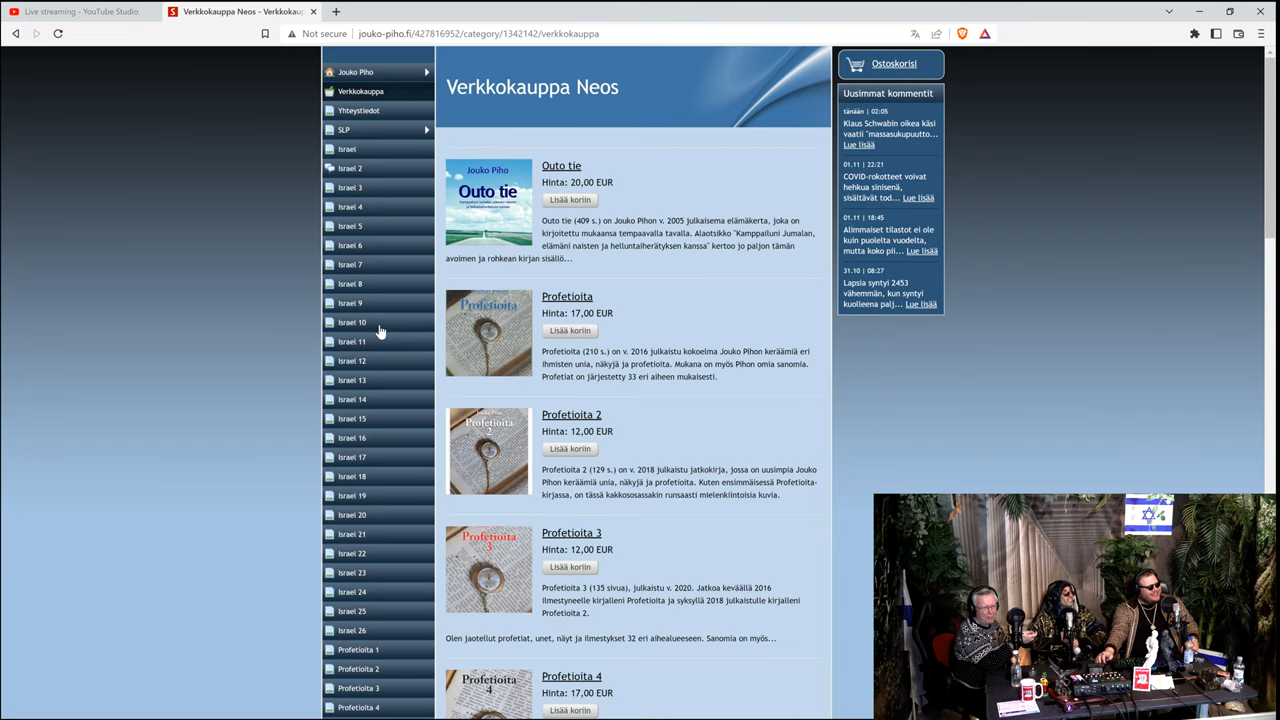 Live streaming - YouTube Studio
Verkkokauppa Neos - Verkkokaup
Not secure
jouko-piho.fi/427816952/category/1342142/verkkokauppa
Jouko Piho
Verkkokauppa
Yhteystiedot
SLP
Israel
Israel 2
Israel 3
Israel 4
Israel 5
Israel 6
Israel 7
Israel 8
Israel 9
Israel 10
Israel 11
Israel 12
Israel 13
Israel 14
Israel 15
Israel 16
Israel 17
Israel 18
Israel 19
Israel 20
Israel 21
Israel 22
Israel 23
Israel 24
Israel 25
Israel 26
Profetioita 1
Profetioita 2
Profetioita 3
Profetioita 4
Verkkokauppa Neos
Jouko Piho
Outo tie
Outo tie
Hinta: 20,00 EUR
Lisää koriin
Outo tie (409 s.) on Jouko Pihon v. 2005 julkaisema elämäkerta, joka on
kirjoitettu mukaansa tempaavalla tavalla. Alaotsikko "Kamppailuni Jumalan,
elämäni naisten ja helluntaiherätyksen kanssa" kertoo jo paljon tämän
avoimen ja rohkean kirjan sisällö...
Profetioita
Profetioita
Hinta: 17,00 EUR
Lisää koriin
Profetioita (210 s.) on v. 2016 julkaistu kokoelma Jouko Pihon keräämiä eri
ihmisten unia, näkyjä ja profetioita. Mukana on myös Pihon omia sanomia.
Profetiat on järjestetty 33 eri aiheen mukaisesti.
Jouko Piho
Profetioita
2
Profetioita 2
Hinta: 12,00 EUR
Lisää koriin
Profetioita 2 (129 s.) on v. 2018 julkaistu jatkokirja, jossa on uusimpia Jouko
Pihon keräämiä unia, näkyjä ja profetioita. Kuten ensimmäisessä Profetioita-
kirjassa, on tässä kakkososassakin runsaasti mielenkiintoisia kuvia.
Profetioita
3
Profetioita 3
Hinta: 12,00 EUR
Lisää koriin
Profetioita 3 (135 sivua), julkaistu v. 2020. Jatkoa keväällä 2016
ilmestyneelle kirjalleni Profetioita ja syksyllä 2018 julkaistulle kirjalleni
Profetioita 2.
Olen jaotellut profetiat, unet, näyt ja ilmestykset 32 eri aihealueeseen. Sanomia on myös...
Profetioita
4
Profetioita 4
Hinta: 17,00 EUR
Lisää koriin
Ostoskorisi
Uusimmat kommentit
tänään | 02:05
Klaus Schwabin oikea käsi
vaatii "massasukupuutto...
Lue lisää
01.11 | 22:21
COVID-rokotteet voivat
hehkua sinisenä,
sisältävät tod... Lue lisää
01.11 | 18:45
Alimmaiset tilastot ei ole
kuin puolelta vuodelta,
mutta koko pii... Lue lisää
31.10 | 08:27
Lapsia syntyi 2453
vähemmän, kun syntyi
kuolleena palj... Lue lisää